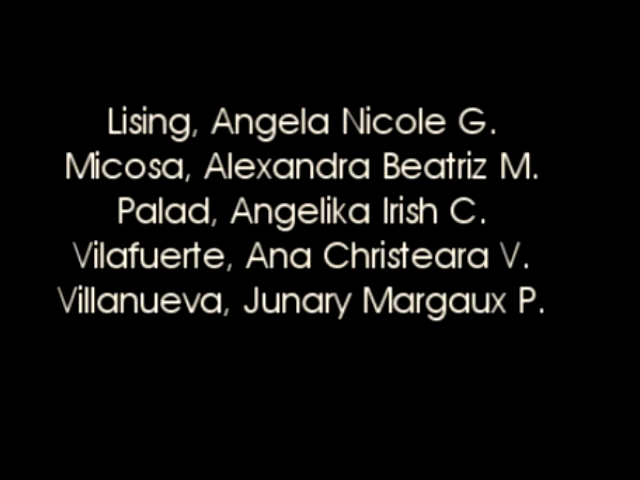 Lising, Angela Nicole G.
Micosa, Alexandra Beatriz M.
Palad, Angelika Irish C.
Vilafuerte, Ana Christeara V.
Villanueva, Junary Margaux P.